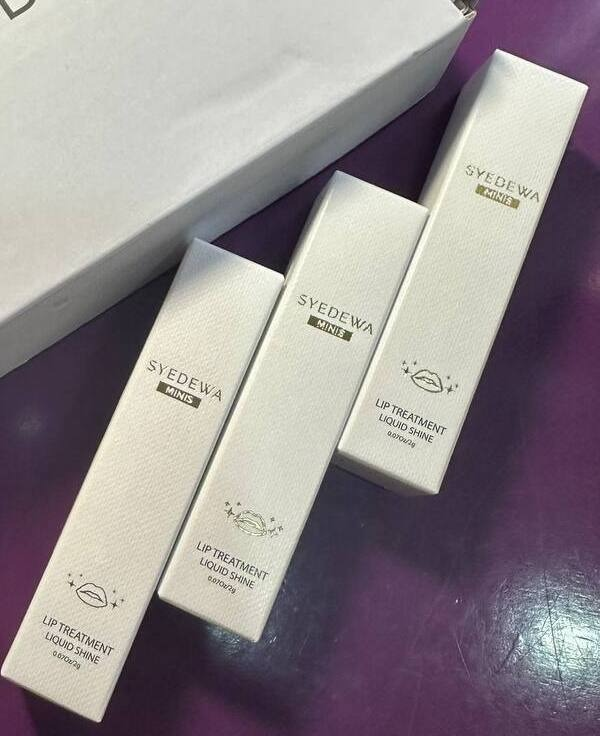 SYEDEWA
MINIS
LIP TREATMENT
LIQUID SHINE
0.07Oz/2g
SYEDEWA
MINIS
LIP TREATMENT
LIQUID SHINE
0.07Oz/2g
SYEDEWA
MINIS
LIP TREATMENT
LIQUID SHINE
0.07Oz/2g